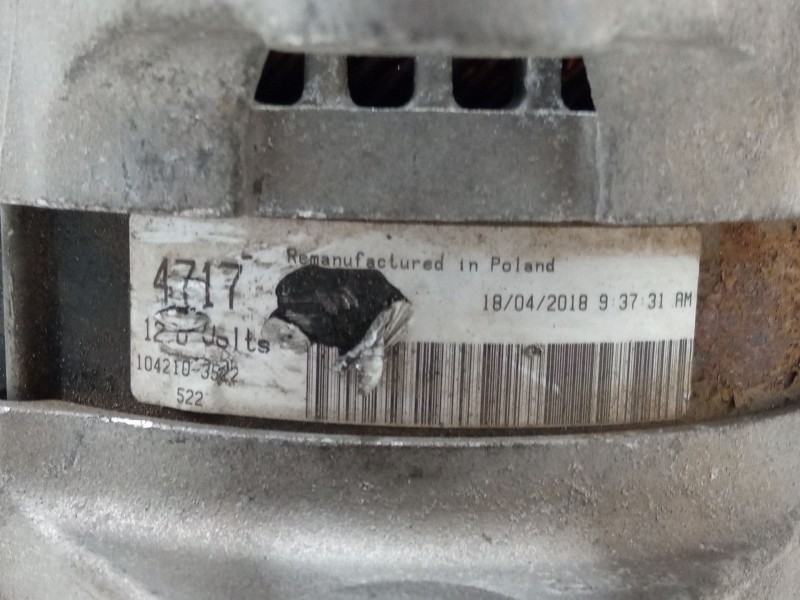 Remanufactured in Poland
4717
18/04/2018 9:37:31 AM
12.0 Volts
104210-3522
522